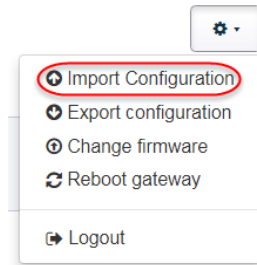 Import Configuration
Export configuration
Change firmware
Reboot gateway
Logout